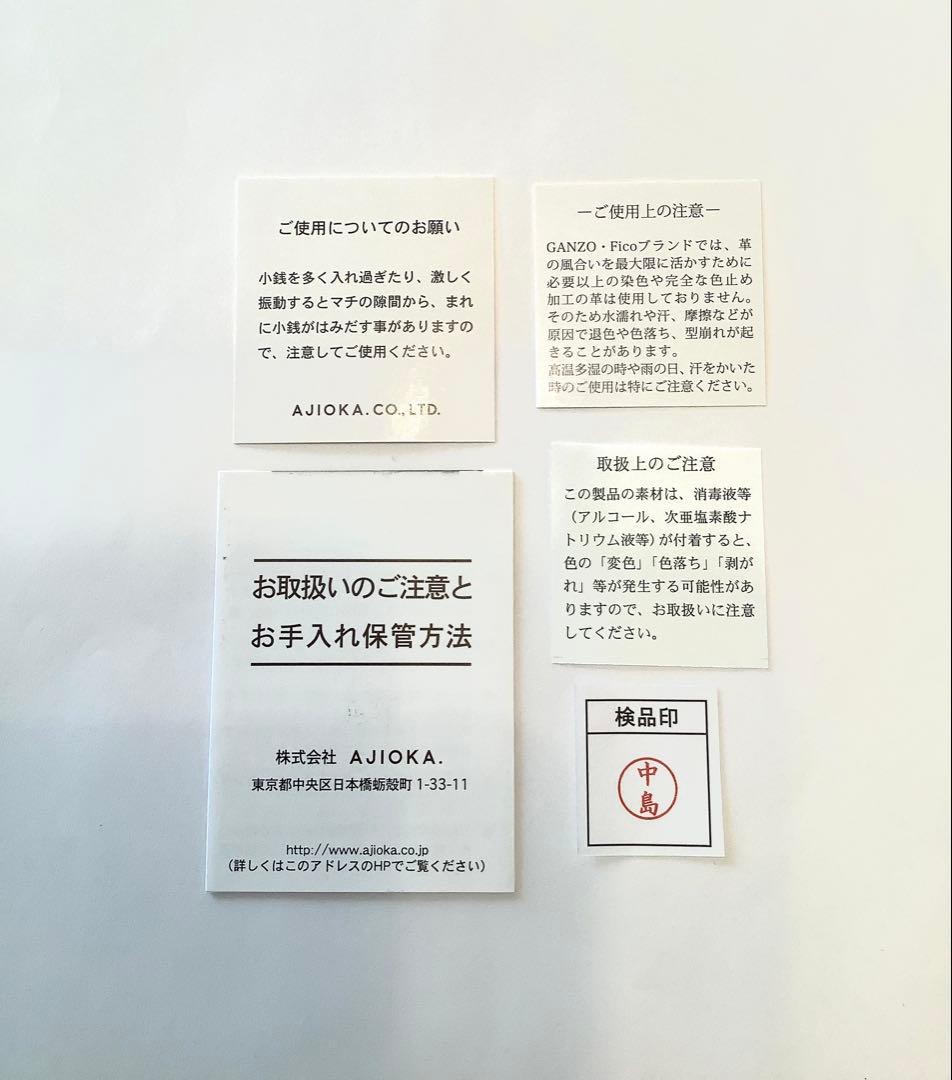 ご使用についてのお願い
小銭を多く入れ過ぎたり、激しく
振動するとマチの隙間から、まれ
に小銭がはみだす事がありますの
で、注意してご使用ください。
AJIOKA.CO.,LTD.
－ご使用上の注意－
GANZO・Ficoブランドでは、革
の風合いを最大限に活かすために
必要以上の染色や完全な色止め
加工の革は使用しておりません。
そのため水濡れや汗、摩擦などが
原因で退色や色落ち、型崩れが起
きることがあります。
高温多湿の時や雨の日、汗をかいた
時のご使用は特にご注意ください。
お取扱いのご注意と
お手入れ保管方法
株式会社 AJIOKA.
東京都中央区日本橋蛎殻町 1-33-11
http://www.ajioka.co.jp
（詳しくはこのアドレスのHPでご覧ください）
取扱上のご注意
この製品の素材は、消毒液等
（アルコール、次亜塩素酸ナ
トリウム液等）が付着すると、
色の「変色」「色落ち」「剥が
れ」等が発生する可能性があ
りますので、お取扱いに注意
してください。
検品印
中
島